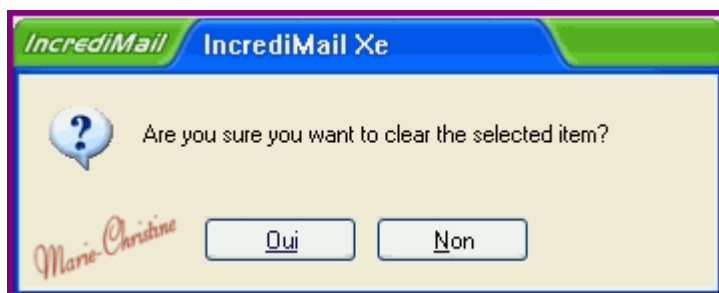 IncrediMail IncrediMail Xe
Are you sure you want to clear the selected item?
Marie-Christine
Oui Non